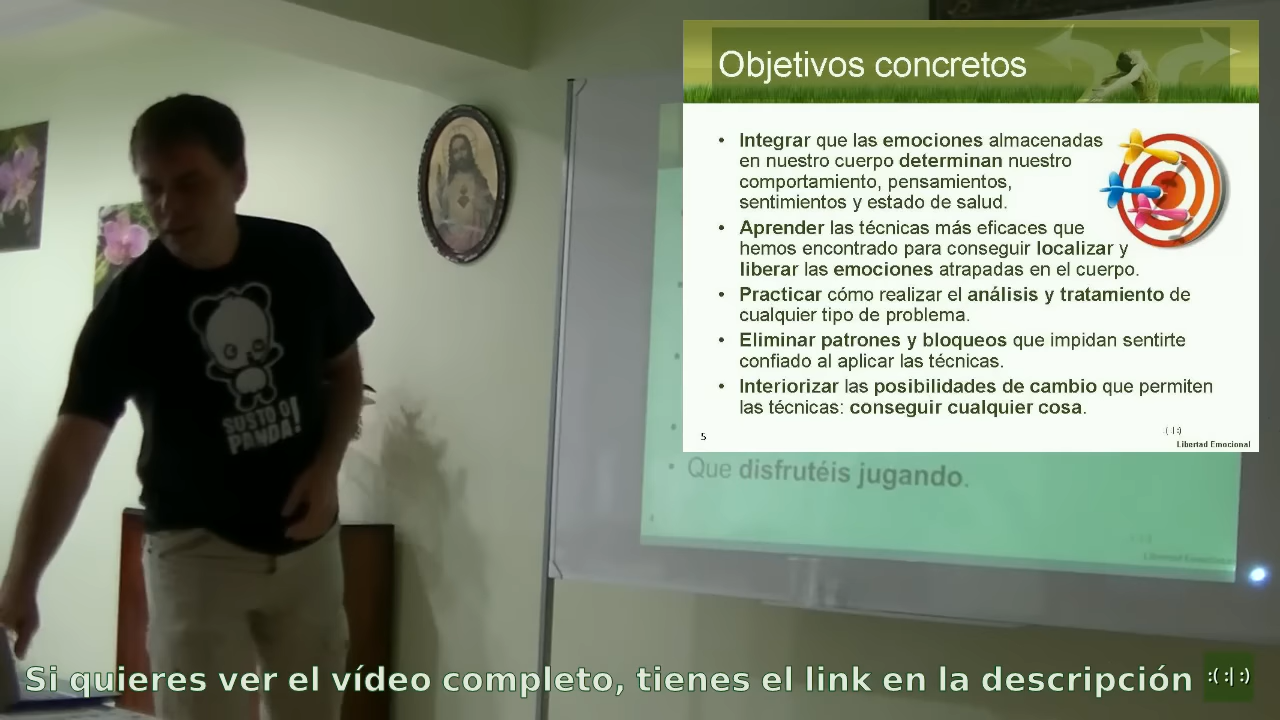 Objetivos concretos
• Integrar que las emociones almacenadas
en nuestro cuerpo determinan nuestro
comportamiento, pensamientos,
sentimientos y estado de salud.
• Aprender las técnicas más eficaces que
hemos encontrado para conseguir localizar y
liberar las emociones atrapadas en el cuerpo.
• Practicar cómo realizar el análisis y tratamiento de
cualquier tipo de problema.
• Eliminar patrones y bloqueos que impidan sentirte
confiado al aplicar las técnicas.
• Interiorizar las posibilidades de cambio que permiten
las técnicas: conseguir cualquier cosa.
5
:( :| :)
Libertad Emocional
• Que disfrutéis jugando.
Libertad Emocional
SUSTO O!
PANDA!
Si quieres ver el vídeo completo, tienes el link en la descripción :( :| :)